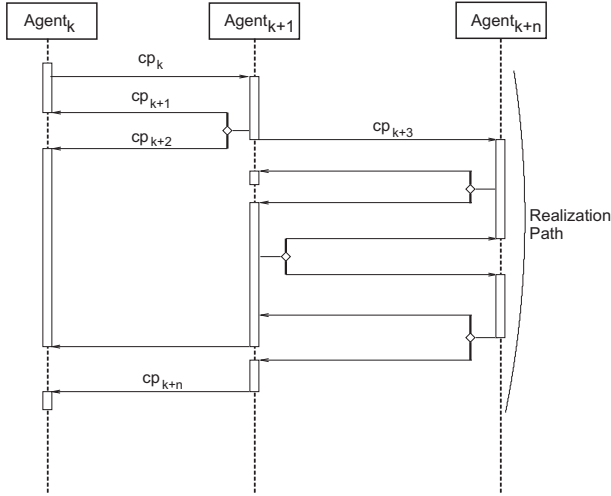 Agent_k
Agent_k+1
Agent_k+n
cp_k
cp_k+1
cp_k+2
cp_k+3
Realization
Path
cp_k+n